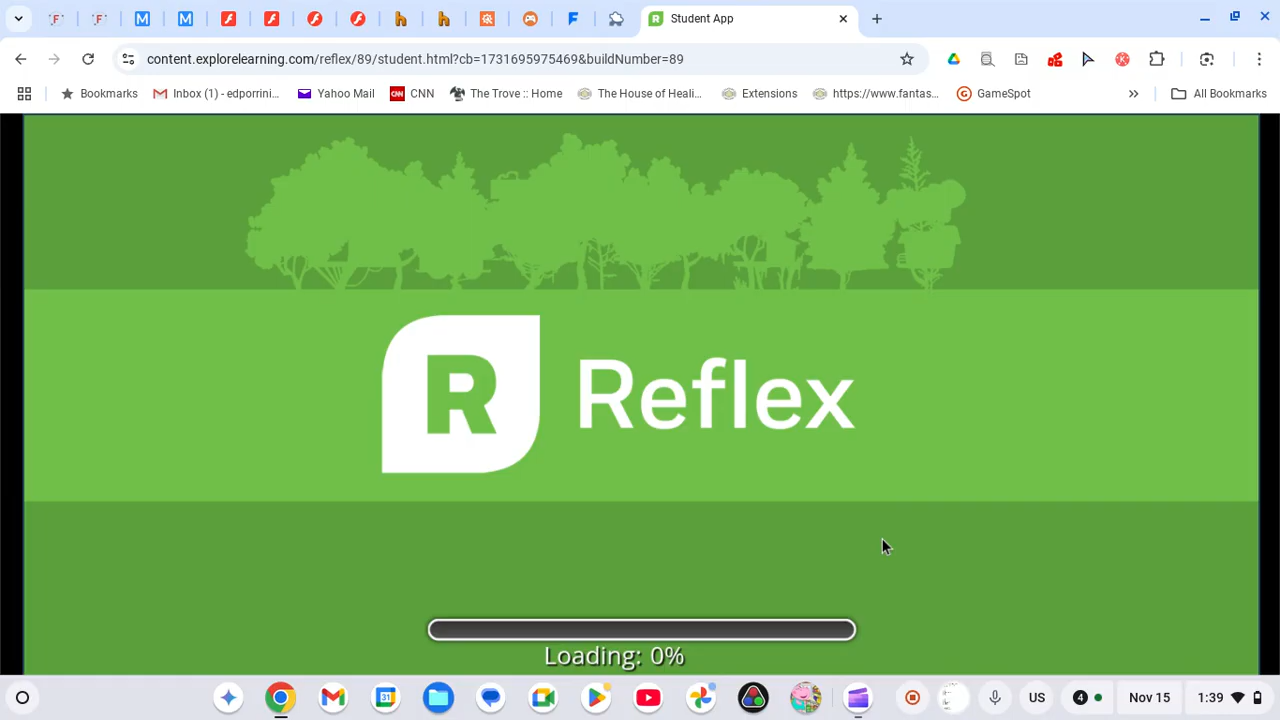 Student App
content.explorelearning.com/reflex/89/student.html?cb=1731695975469&buildNumber=89
Bookmarks
Inbox (1) - edporrini...
Yahoo Mail
CNN
The Trove :: Home
The House of Heali...
Extensions
https://www.fantas...
GameSpot
All Bookmarks
R Reflex
Loading: 0%
US
4
Nov 15
1:39